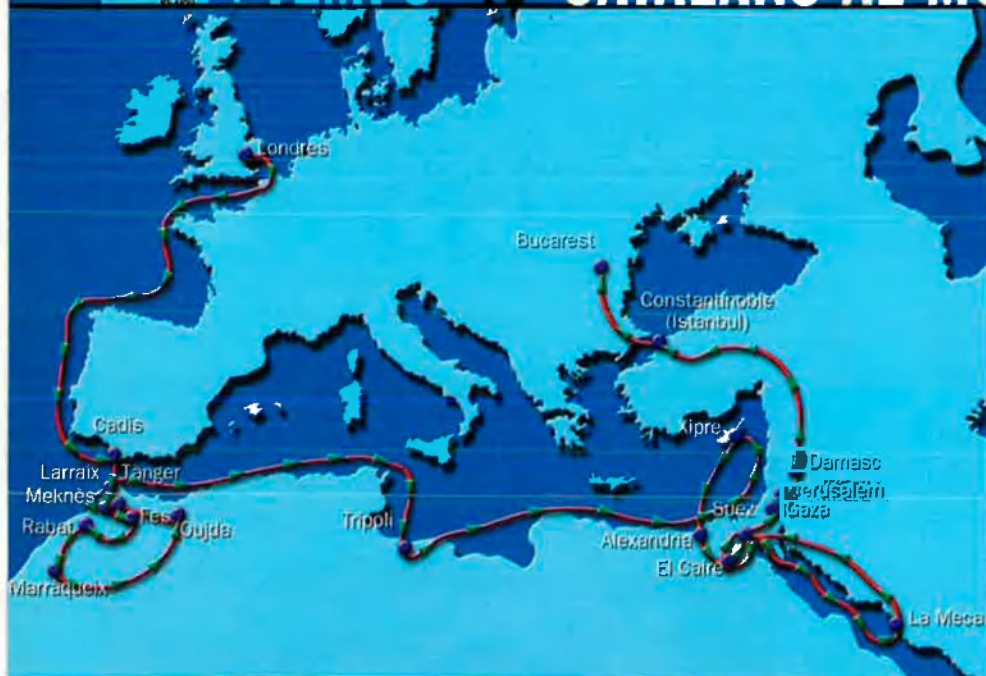 Londres
Bucarest
Constantinoble
(Istanbul)
Cadis
Xipre
Larraix
Tanger
Damasc
Meknès
Jerusalem
Suez
Gaza
Rabat
Fes
Oujda
Trípoli
Alexandria
El Caire
Marraqueix
La Meca